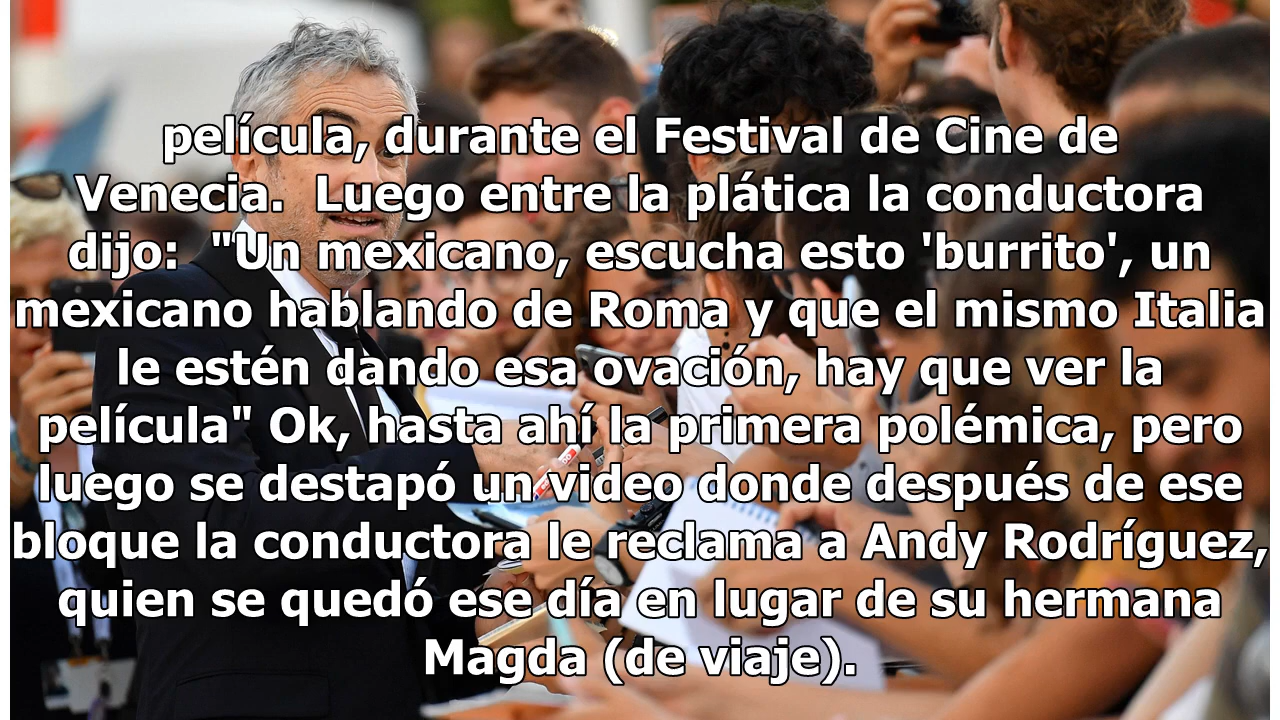 película, durante el Festival de Cine de
Venecia.  Luego entre la plática la conductora
dijo:  "Un mexicano, escucha esto 'burrito', un
mexicano hablando de Roma y que el mismo Italia
le estén dando esa ovación, hay que ver la
película" Ok, hasta ahí la primera polémica, pero
luego se destapó un video donde después de ese
bloque la conductora le reclama a Andy Rodríguez,
quien se quedó ese día en lugar de su hermana
Magda (de viaje).